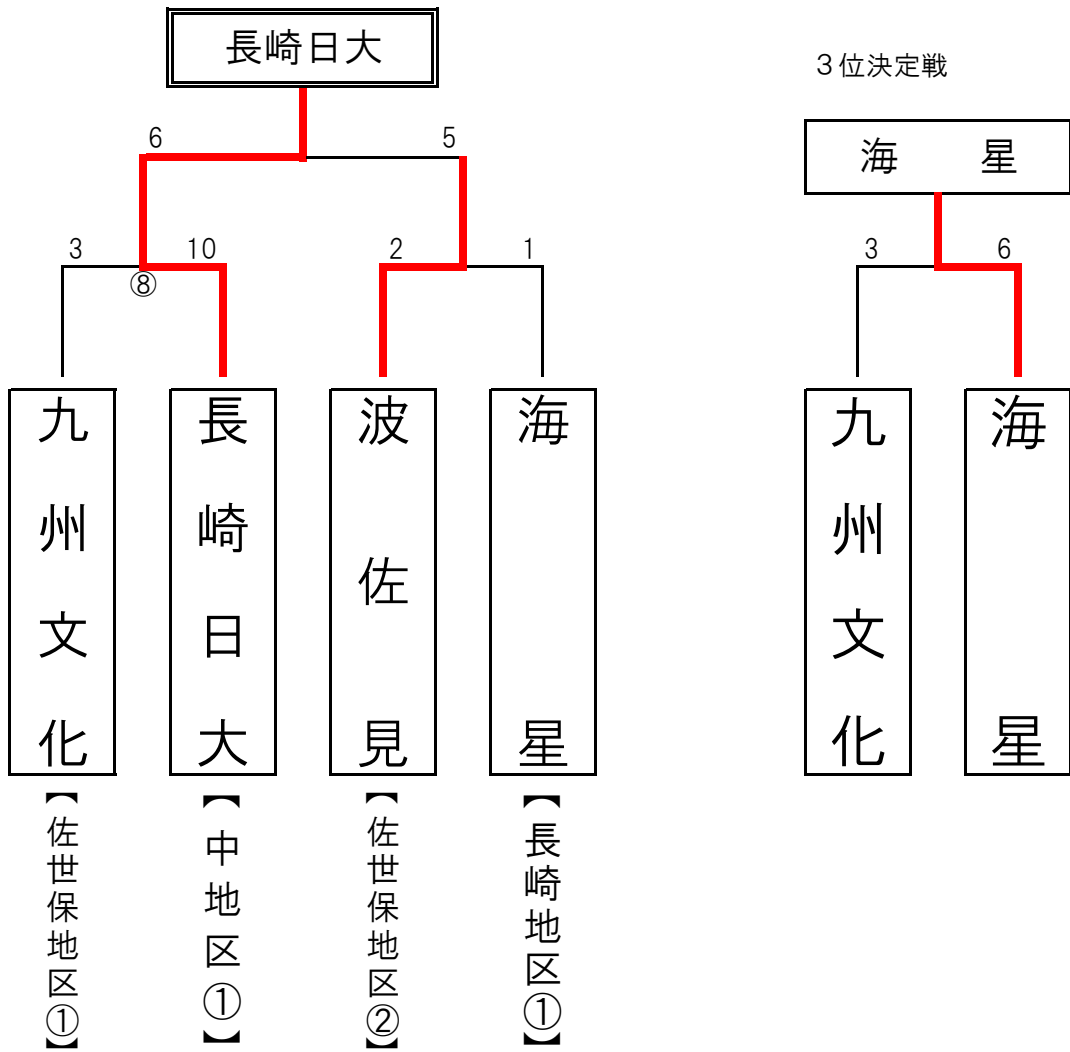 長崎日大
3位決定戦
海 星
6 5
3 10 2 1
⑧
3 6
九州文化
長崎日大
波佐見
海星
九州文化
海星
【佐世保地区①】
【中地区①】
【佐世保地区②】
【長崎地区①】